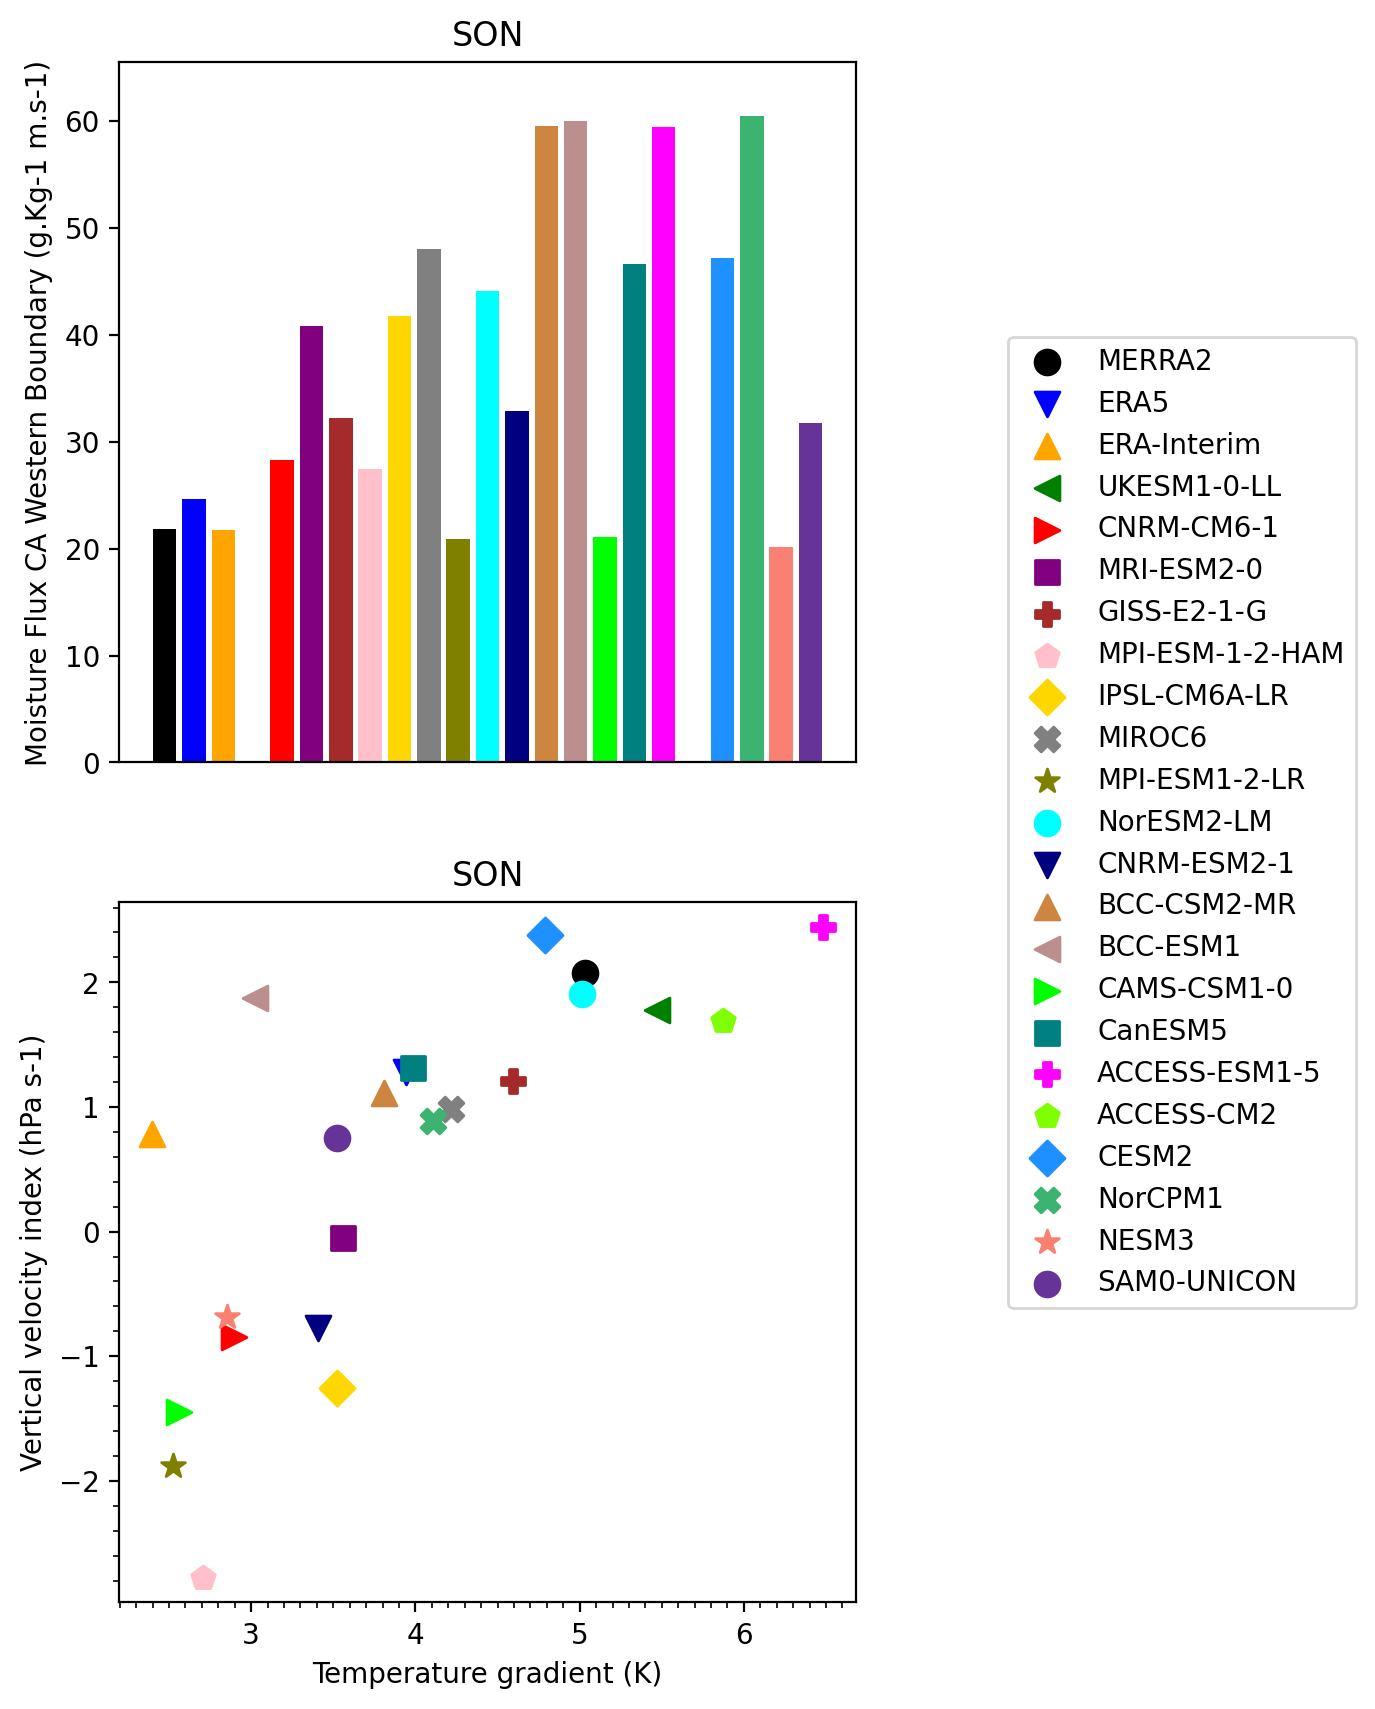 SON
Moisture Flux CA Western Boundary (g.Kg-1 m.s-1)
60
50
40
30
20
10
0
SON
Vertical velocity index (hPa s-1)
2
1
0
−1
−2
3 4 5 6
Temperature gradient (K)
MERRA2
ERA5
ERA-Interim
UKESM1-0-LL
CNRM-CM6-1
MRI-ESM2-0
GISS-E2-1-G
MPI-ESM-1-2-HAM
IPSL-CM6A-LR
MIROC6
MPI-ESM1-2-LR
NorESM2-LM
CNRM-ESM2-1
BCC-CSM2-MR
BCC-ESM1
CAMS-CSM1-0
CanESM5
ACCESS-ESM1-5
ACCESS-CM2
CESM2
NorCPM1
NESM3
SAM0-UNICON